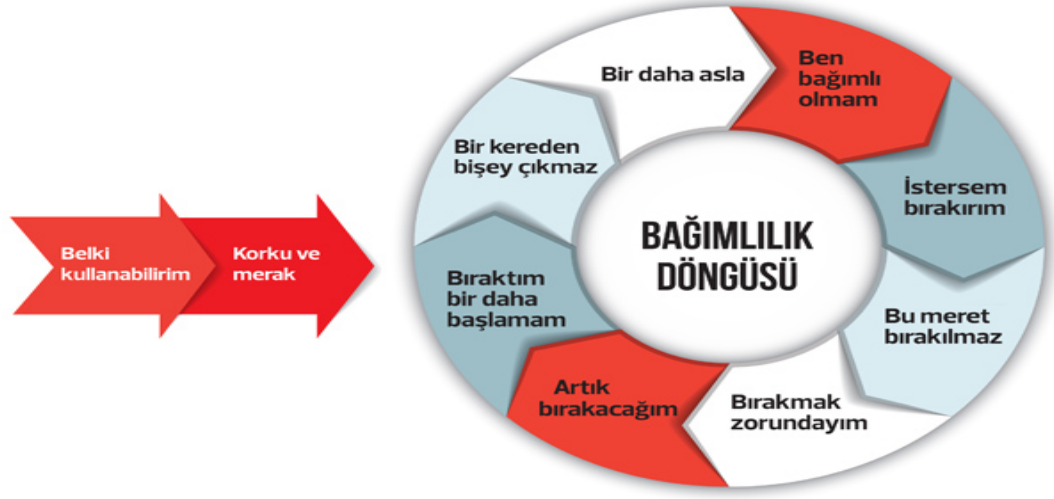 Belki
kullanabilirim
Korku ve
merak
BAĞIMLILIK
DÖNGÜSÜ
Bir daha asla
Ben
bağımlı
olmam
İstersem
bırakırım
Bu meret
bırakılmaz
Bırakmak
zorundayım
Artık
bırakacağım
Bıraktım
bir daha
başlamam
Bir kereden
bişey çıkmaz